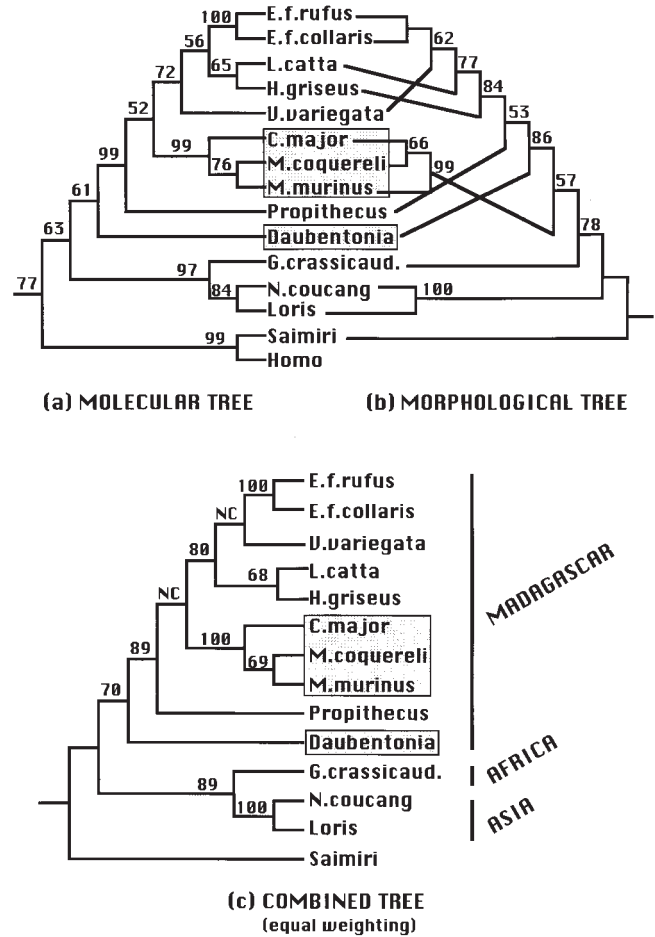 100 E.f.rufus
E.f.collaris
56
62
65 L.catta
77
H.griseus
72
84
V.variegata
52
53
99 C.major 66
86
76 M.coquereli
99
M.murinus 99
57
61 Propithecus
78
63 Daubentonia
97 G.crassicaud.
77
84 N.coucang 100
Loris
99 Saimiri
Homo
(a) MOLECULAR TREE
(b) MORPHOLOGICAL TREE
100 E.f.rufus
NC
E.f.collaris
80 V.variegata
68 L.catta
NC
H.griseus
100 C.major
89
69 M.coquereli
70 M.murinus
Propithecus
Daubentonia
MADAGASCAR
89 G.crassicaud.
AFRICA
100 N.coucang
Loris
ASIA
Saimiri
(c) COMBINED TREE
(equal weighting)